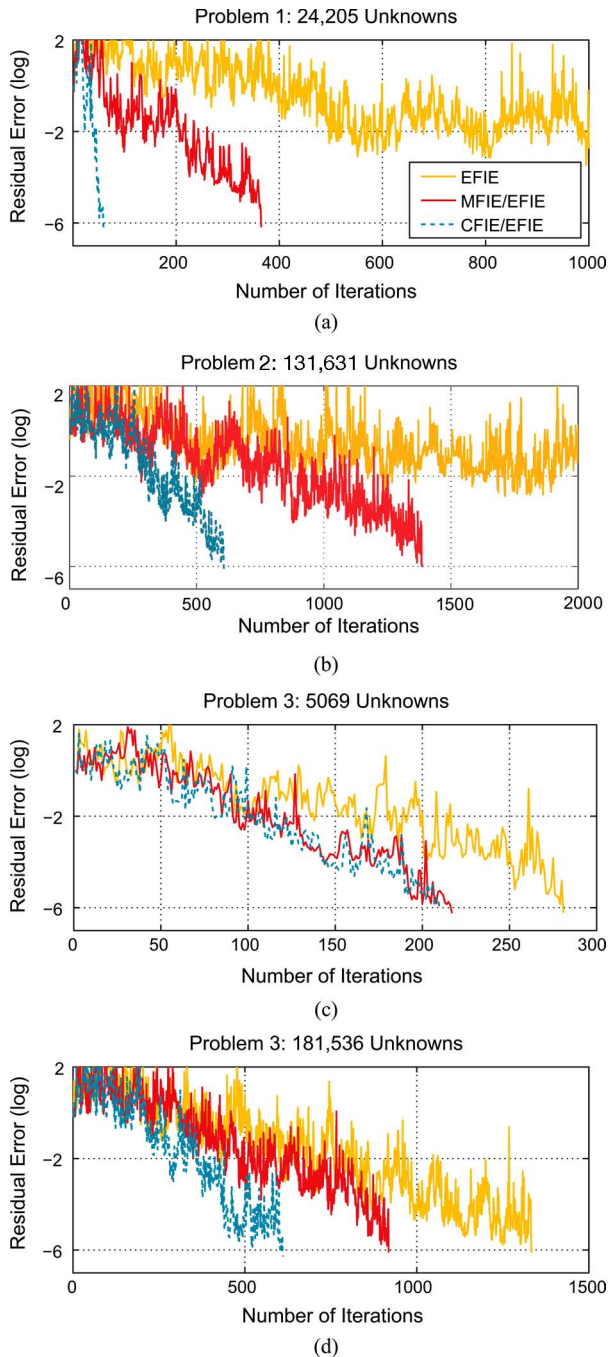 Problem 1: 24,205 Unknowns
Residual Error (log)
2
−2
−6
EFIE
MFIE/EFIE
CFIE/EFIE
200 400 600 800 1000
Number of Iterations
(a)
Problem 2: 131,631 Unknowns
Residual Error (log)
2
−2
−6
0 500 1000 1500 2000
Number of Iterations
(b)
Problem 3: 5069 Unknowns
Residual Error (log)
2
−2
−6
0 50 100 150 200 250 300
Number of Iterations
(c)
Problem 3: 181,536 Unknowns
Residual Error (log)
2
−2
−6
0 500 1000 1500
Number of Iterations
(d)